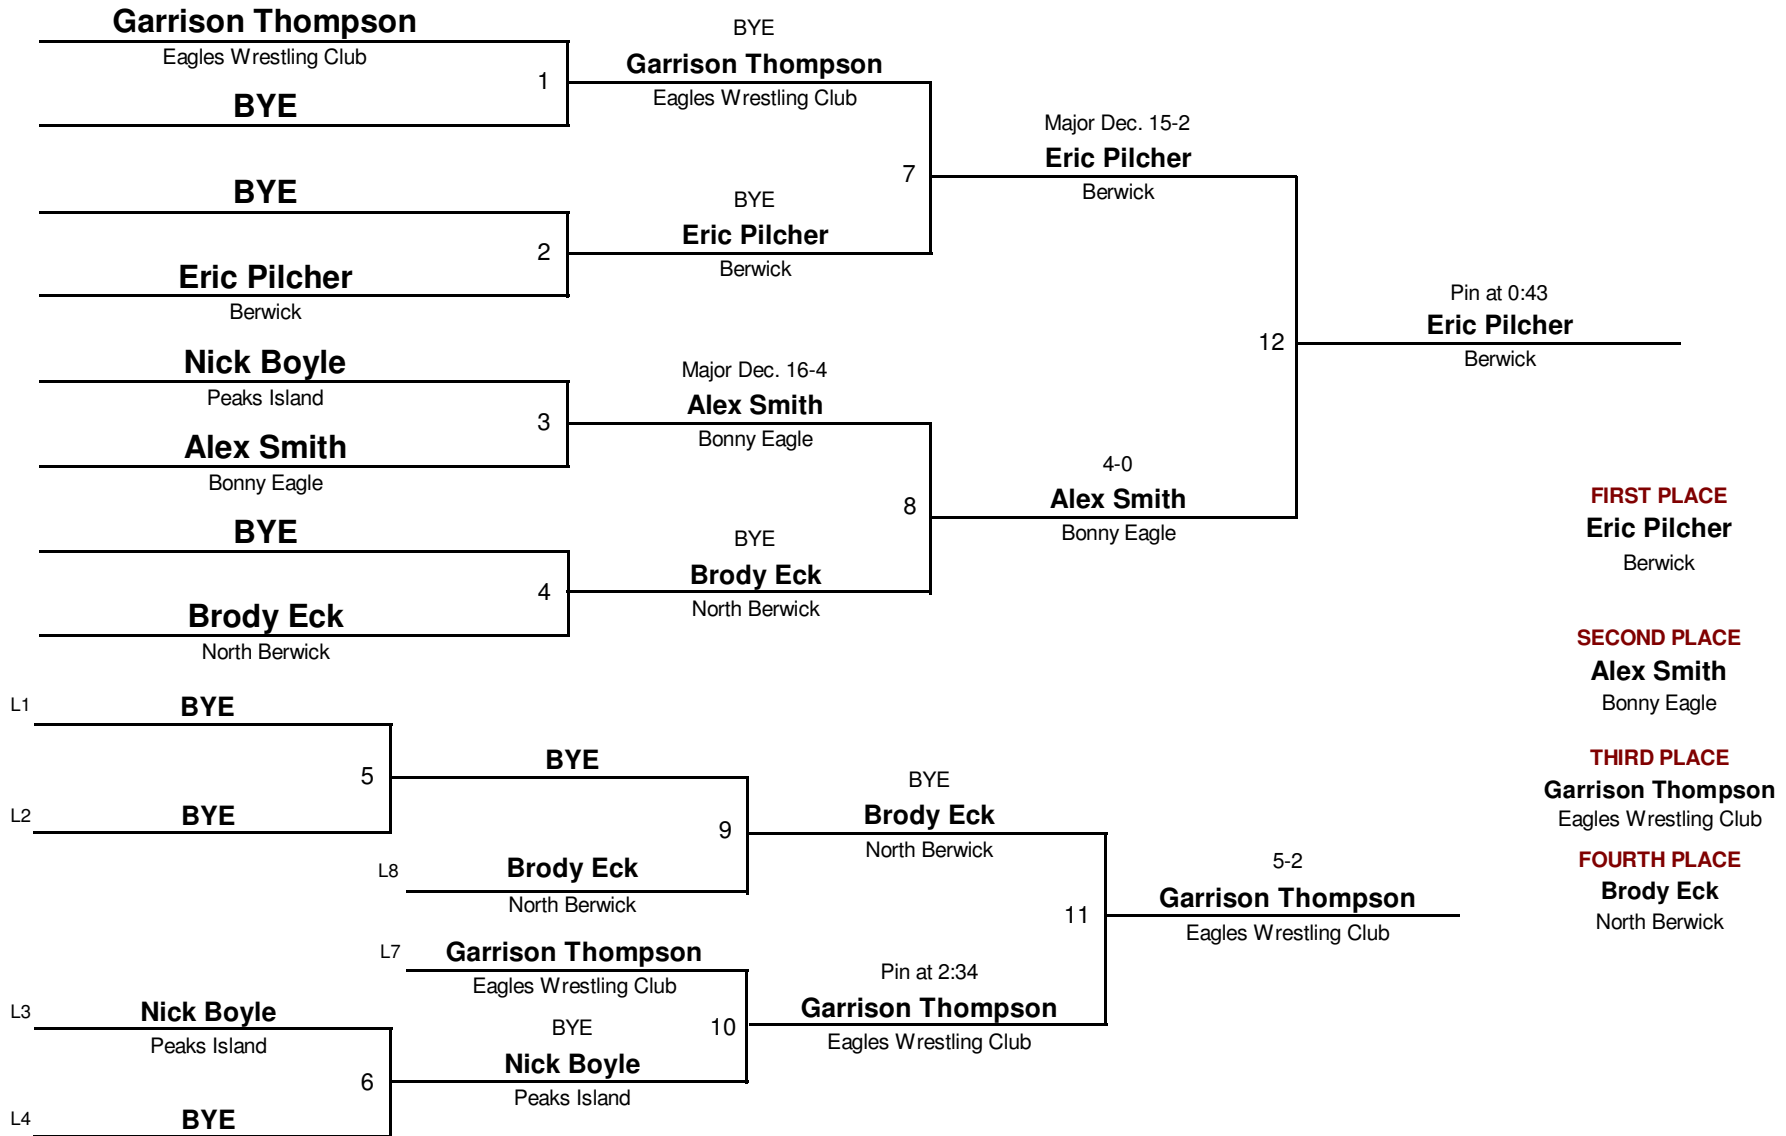 Garrison Thompson
Eagles Wrestling Club
1
BYE
BYE
Garrison Thompson
Eagles Wrestling Club
BYE
2
Eric Pilcher
Berwick
BYE
Eric Pilcher
Berwick
7
Major Dec. 15-2
Eric Pilcher
Berwick
Nick Boyle
Peaks Island
3
Alex Smith
Bonny Eagle
Major Dec. 16-4
Alex Smith
Bonny Eagle
BYE
4
Brody Eck
North Berwick
BYE
Brody Eck
North Berwick
8
4-0
Alex Smith
Bonny Eagle
12
Pin at 0:43
Eric Pilcher
Berwick
FIRST PLACE
Eric Pilcher
Berwick
SECOND PLACE
Alex Smith
Bonny Eagle
THIRD PLACE
Garrison Thompson
Eagles Wrestling Club
FOURTH PLACE
Brody Eck
North Berwick
L1
BYE
5
L2
BYE
BYE
9
L8
Brody Eck
North Berwick
BYE
Brody Eck
North Berwick
L7
Garrison Thompson
Eagles Wrestling Club
10
L3
Nick Boyle
Peaks Island
6
L4
BYE
BYE
Nick Boyle
Peaks Island
Pin at 2:34
Garrison Thompson
Eagles Wrestling Club
11
5-2
Garrison Thompson
Eagles Wrestling Club